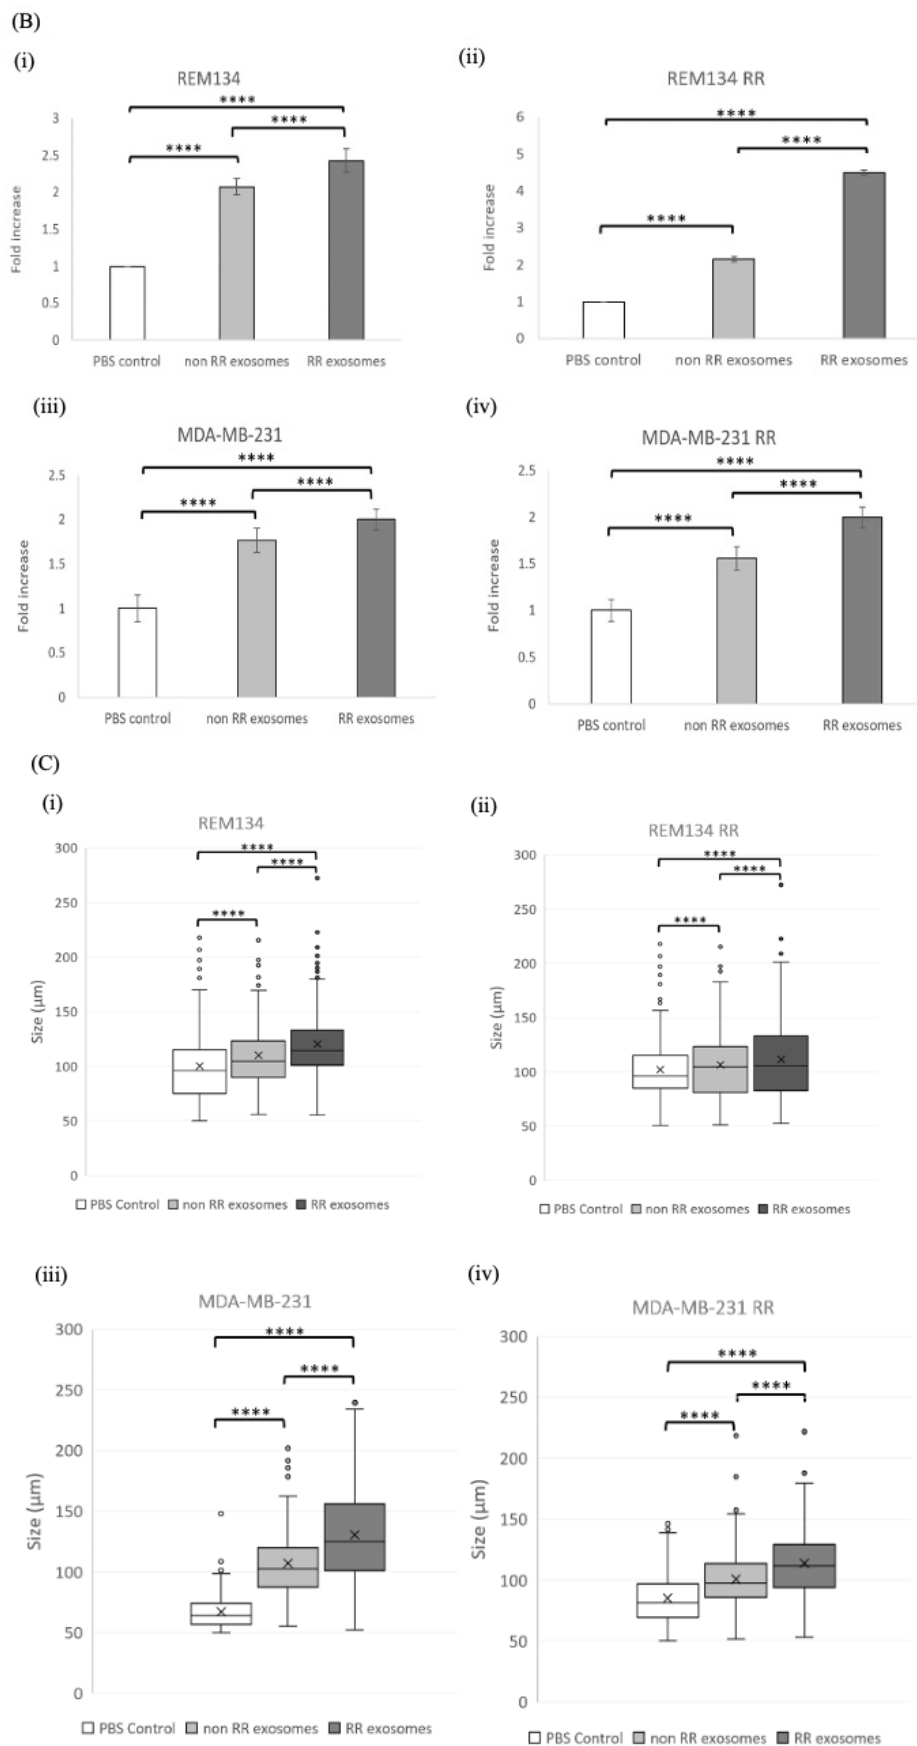 (B)
(i)
REM134
****
****
****
3
2.5
2
1.5
1
0.5
0
Fold increase
PBS control non RR exosomes RR exosomes
(ii)
REM134 RR
****
****
****
6
5
4
3
2
1
0
Fold increase
PBS control non RR exosomes RR exosomes
(iii)
MDA-MB-231
****
****
****
2.5
2
1.5
1
0.5
0
Fold increase
PBS control non RR exosomes RR exosomes
(iv)
MDA-MB-231 RR
****
****
****
2.5
2
1.5
1
0.5
0
Fold increase
PBS control non RR exosomes RR exosomes
(C)
(i)
REM134
****
****
****
300
250
200
150
100
50
0
Size (μm)
PBS Control non RR exosomes RR exosomes
(ii)
REM134 RR
****
****
****
300
250
200
150
100
50
0
Size (μm)
PBS Control non RR exosomes RR exosomes
(iii)
MDA-MB-231
****
****
****
300
250
200
150
100
50
0
Size (μm)
PBS Control non RR exosomes RR exosomes
(iv)
MDA-MB-231 RR
****
****
****
300
250
200
150
100
50
0
Size (μm)
PBS Control non RR exosomes RR exosomes